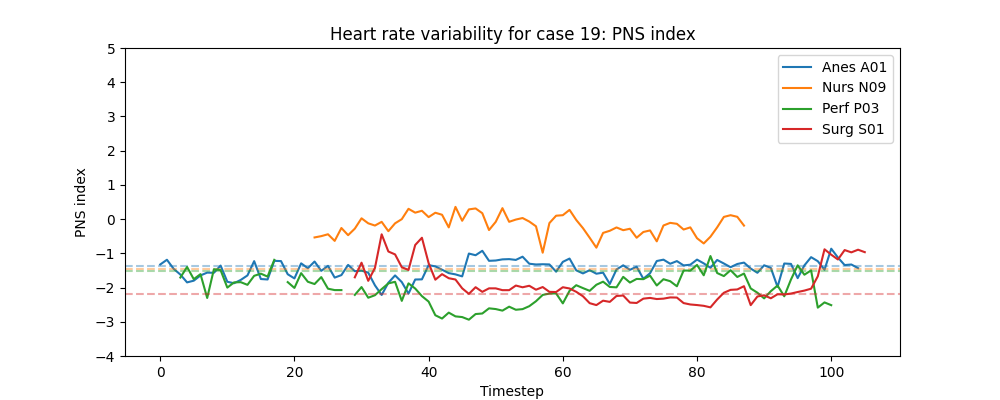 Heart rate variability for case 19: PNS index
5
4
3
2
1
0
−1
−2
−3
−4
PNS index
0
20
40
60
80
100
Timestep
Anes A01
Nurs N09
Perf P03
Surg S01